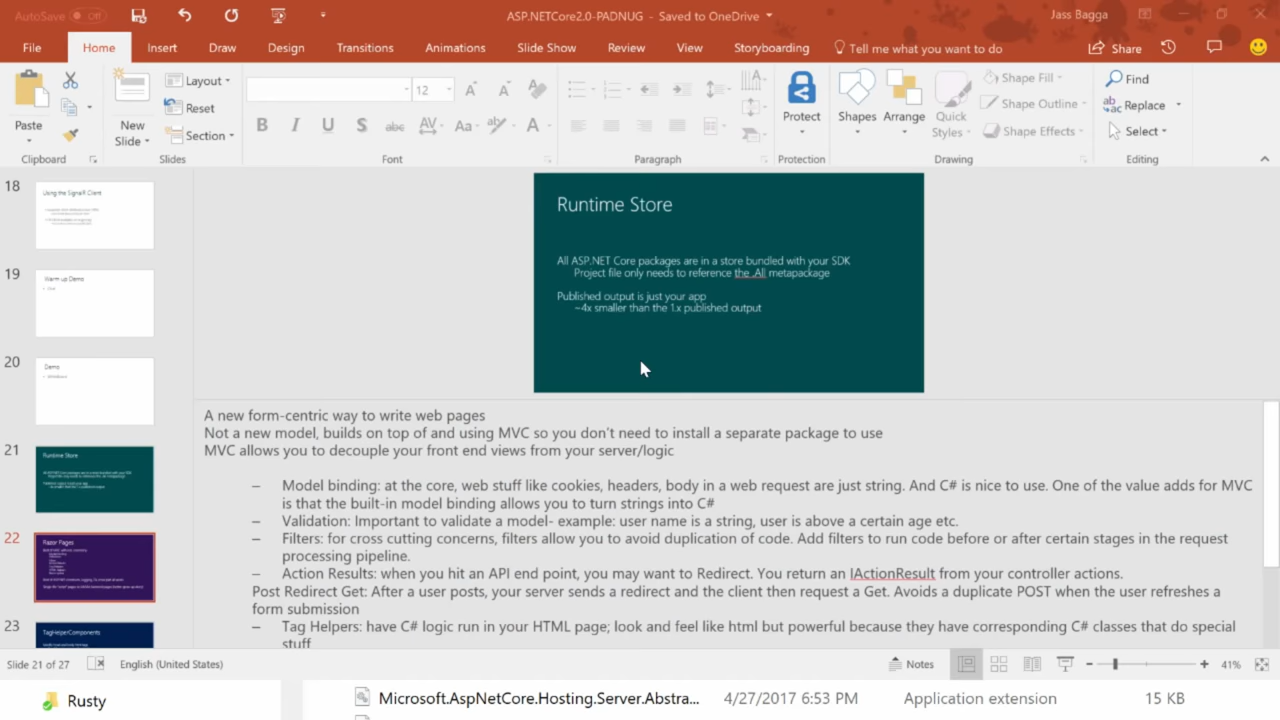 AutoSave Off
ASP.NETCore2.0-PADNUG - Saved to OneDrive
Jass Bagga
File Home Insert Draw Design Transitions Animations Slide Show Review View Storyboarding Tell me what you want to do Share
Paste
Clipboard
New
Slide
Layout
Reset
Section
Slides
12
B I U S abc AV Aa A
Font
Paragraph
Protect
Protection
Shapes
Arrange
Quick
Styles
Shape Fill
Shape Outline
Shape Effects
Drawing
Find
Replace
Select
Editing
18
Using the SignalR Client
19
Warm up Demo
20
Demo
21
Runtime Store
22
Razor Pages
23
TagHelperComponents
Runtime Store
All ASP.NET Core packages are in a store bundled with your SDK
Project file only needs to reference the .All metapackage
Published output is just your app
~4x smaller than the 1.x published output
A new form-centric way to write web pages
Not a new model, builds on top of and using MVC so you don't need to install a separate package to use
MVC allows you to decouple your front end views from your server/logic
– Model binding: at the core, web stuff like cookies, headers, body in a web request are just string. And C# is nice to use. One of the value adds for MVC
is that the built-in model binding allows you to turn strings into C#
– Validation: Important to validate a model- example: user name is a string, user is above a certain age etc.
– Filters: for cross cutting concerns, filters allow you to avoid duplication of code. Add filters to run code before or after certain stages in the request
processing pipeline.
– Action Results: when you hit an API end point, you may want to Redirect. You return an IActionResult from your controller actions.
Post Redirect Get: After a user posts, your server sends a redirect and the client then request a Get. Avoids a duplicate POST when the user refreshes a
form submission
– Tag Helpers: have C# logic run in your HTML page; look and feel like html but powerful because they have corresponding C# classes that do special
stuff
Slide 21 of 27 English (United States) Notes 41%
Rusty
Microsoft.AspNetCore.Hosting.Server.Abstra... 4/27/2017 6:53 PM Application extension 15 KB